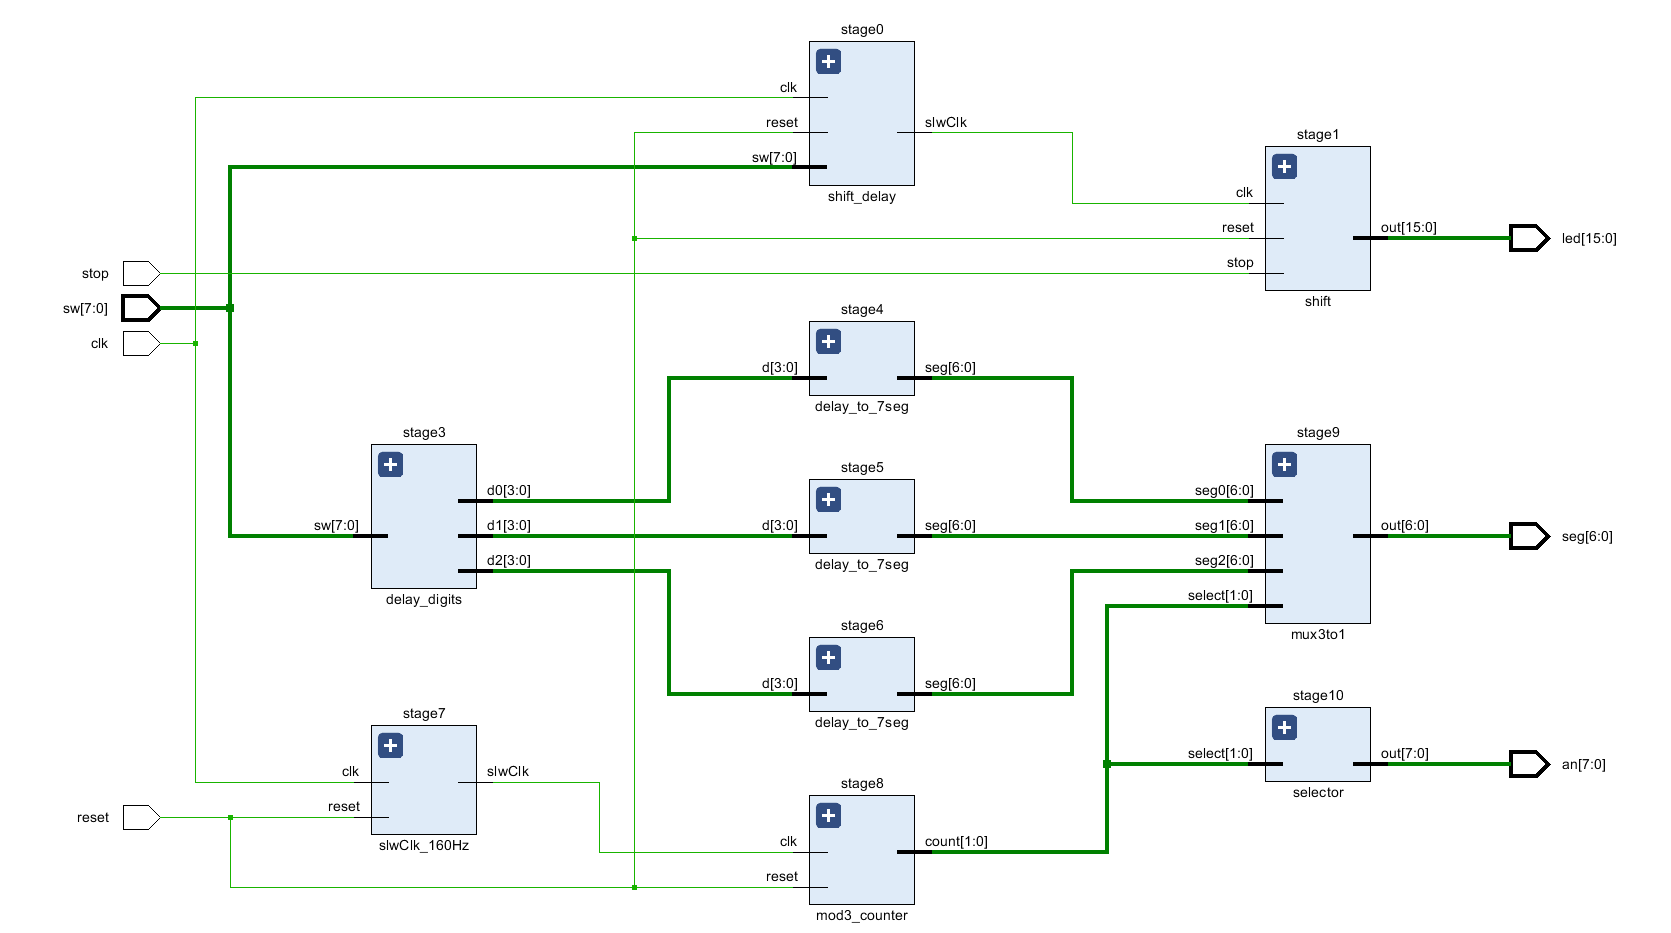 stage0
clk
reset
sw[7:0]
slwClk
shift_delay
stage1
clk
reset
stop
out[15:0]
shift
led[15:0]
stop
sw[7:0]
clk
stage4
d[3:0]
seg[6:0]
delay_to_7seg
stage3
sw[7:0]
d0[3:0]
d1[3:0]
d2[3:0]
delay_digits
stage5
d[3:0]
seg[6:0]
delay_to_7seg
stage9
seg0[6:0]
seg1[6:0]
seg2[6:0]
select[1:0]
out[6:0]
mux3to1
seg[6:0]
stage6
d[3:0]
seg[6:0]
delay_to_7seg
stage10
select[1:0]
out[7:0]
selector
an[7:0]
stage7
clk
reset
slwClk
slwClk_160Hz
reset
stage8
clk
reset
count[1:0]
mod3_counter